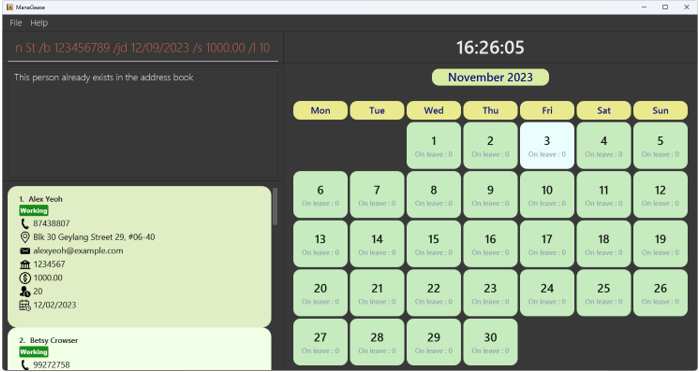 ManaGease
File Help
n St /b 123456789 /jd 12/09/2023 /s 1000.00 /l 10
This person already exists in the address book
1. Alex Yeoh
Working
87438807
Blk 30 Geylang Street 29, #06-40
alexyeoh@example.com
1234567
1000.00
20
12/02/2023
2. Betsy Crowser
Working
99272758
16:26:05
November 2023
Mon Tue Wed Thu Fri Sat Sun
1 2 3 4 5
On leave : 0 On leave : 0 On leave : 0 On leave : 0 On leave : 0
6 7 8 9 10 11 12
On leave : 0 On leave : 0 On leave : 0 On leave : 0 On leave : 0 On leave : 0 On leave : 0
13 14 15 16 17 18 19
On leave : 0 On leave : 0 On leave : 0 On leave : 0 On leave : 0 On leave : 0 On leave : 0
20 21 22 23 24 25 26
On leave : 0 On leave : 0 On leave : 0 On leave : 0 On leave : 0 On leave : 0 On leave : 0
27 28 29 30
On leave : 0 On leave : 0 On leave : 0 On leave : 0